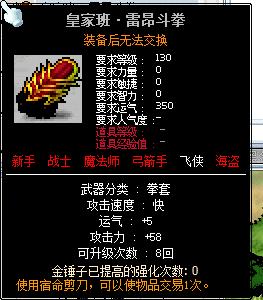 皇家班·雷昂斗拳
装备后无法交换
要求等级： 130
要求力量： 0
要求敏捷： 0
要求智力： 0
要求运气： 350
要求人气度： -
道具等级： -
道具经验值： -
新手 战士 魔法师 弓箭手 飞侠 海盗
武器分类 ： 拳套
攻击速度 ： 快
运气 ： +5
攻击力 ： +58
可升级次数 ： 8回
金锤子已提高的强化次数: 0
使用宿命剪刀，可以使物品交易1次。